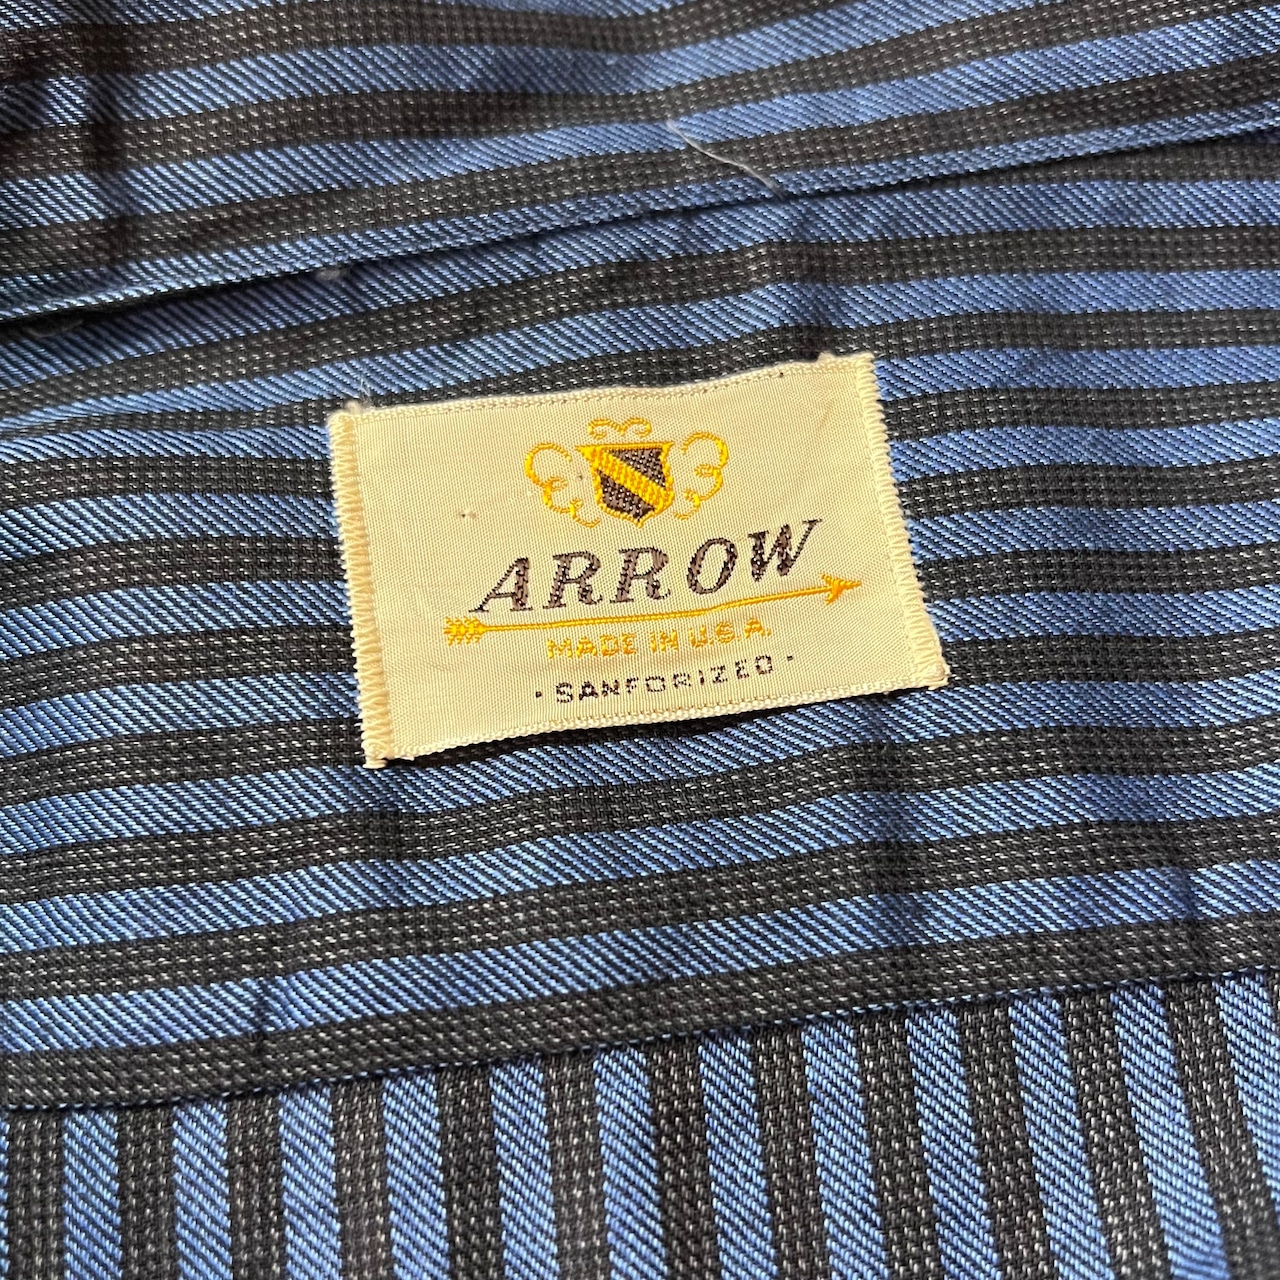 ARROW
MADE IN U.S.A.
· SANFORIZED ·